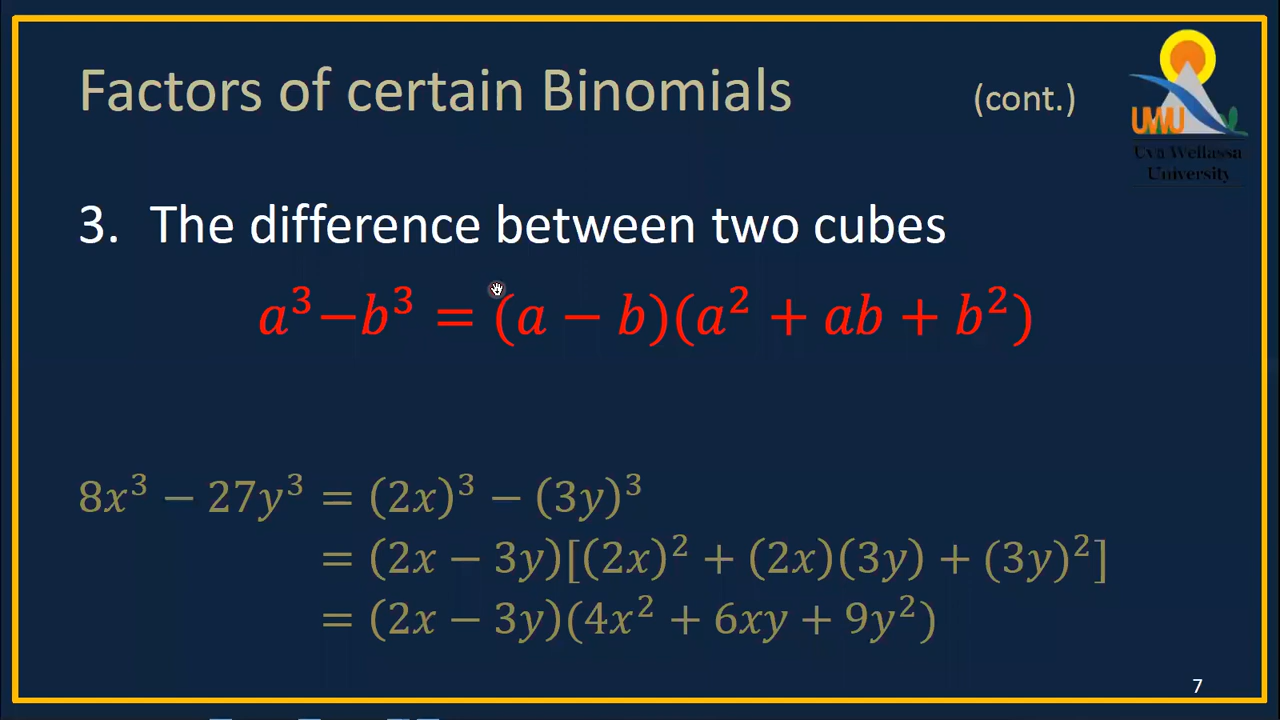 Factors of certain Binomials (cont.)
UWU
Uva Wellassa
University
3. The difference between two cubes
a³−b³ = (a − b)(a² + ab + b²)
8x³ − 27y³ = (2x)³ − (3y)³
= (2x − 3y)[(2x)² + (2x)(3y) + (3y)²]
= (2x − 3y)(4x² + 6xy + 9y²)
7